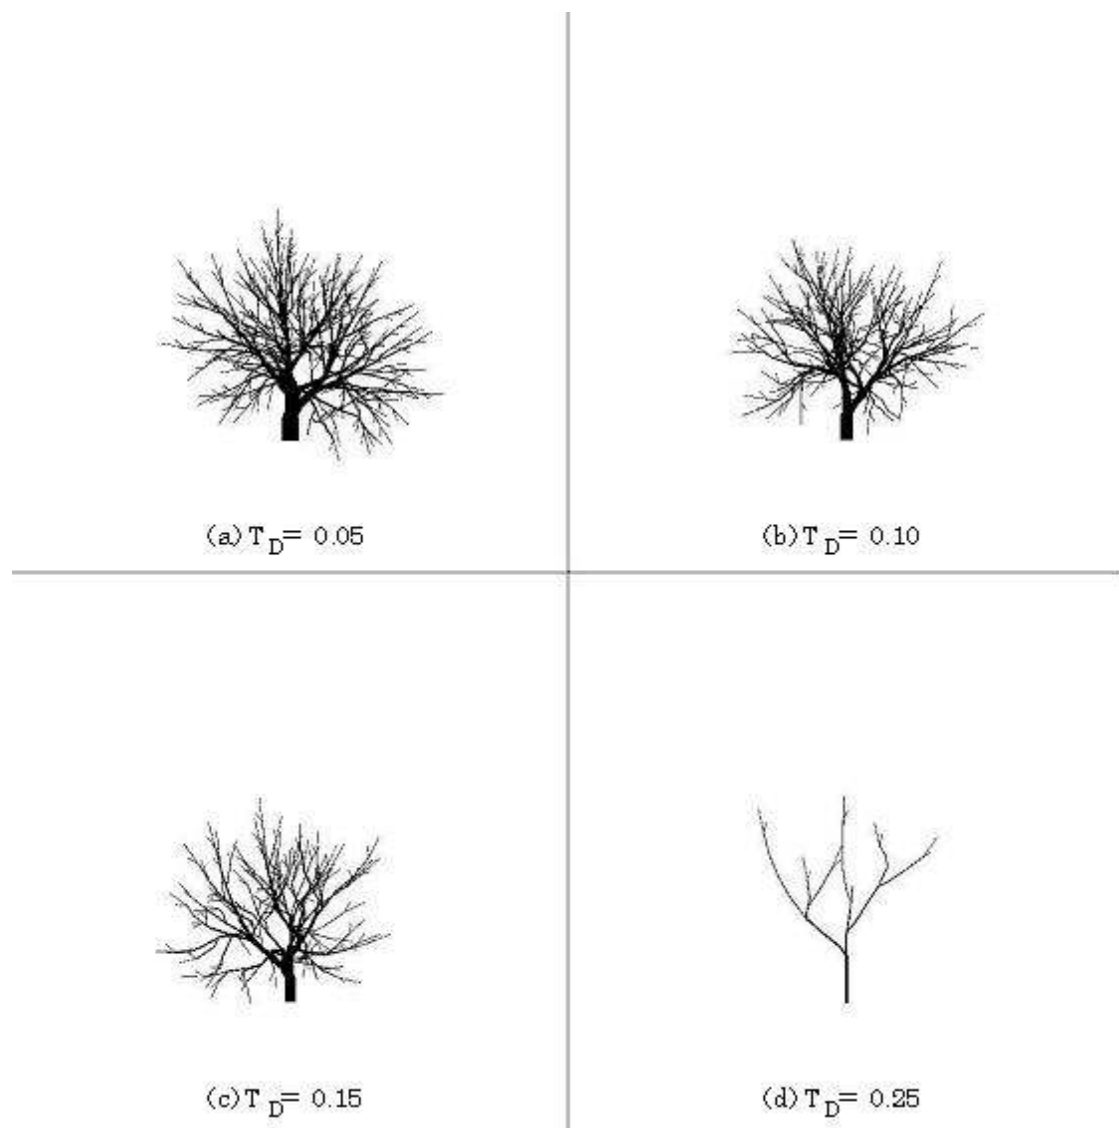 (a) T_D = 0.05
(b) T_D = 0.10
(c) T_D = 0.15
(d) T_D = 0.25